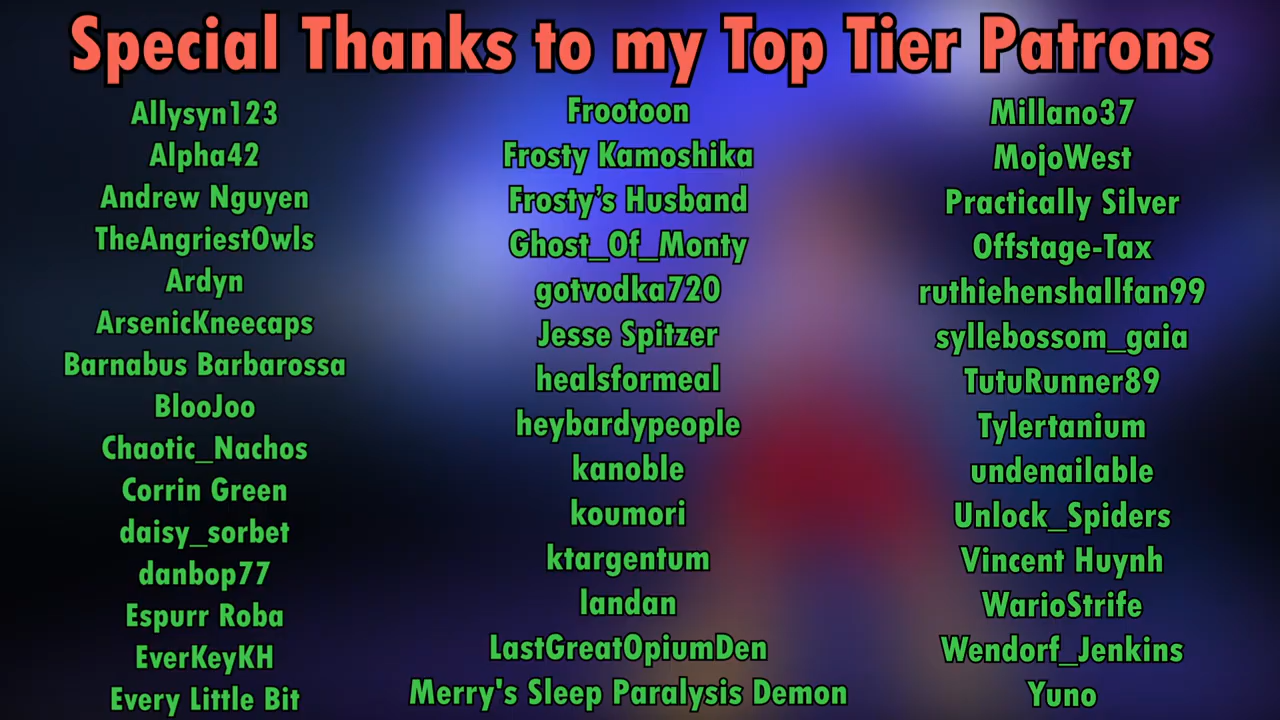 Special Thanks to my Top Tier Patrons
Allysyn123
Alpha42
Andrew Nguyen
TheAngriestOwls
Ardyn
ArsenicKneecaps
Barnabus Barbarossa
BlooJoo
Chaotic_Nachos
Corrin Green
daisy_sorbet
danbop77
Espurr Roba
EverKeyKH
Every Little Bit
Frootoon
Frosty Kamoshika
Frosty’s Husband
Ghost_Of_Monty
gotvodka720
Jesse Spitzer
healsformeal
heybardypeople
kanoble
koumori
ktargentum
landan
LastGreatOpiumDen
Merry's Sleep Paralysis Demon
Millano37
MojoWest
Practically Silver
Offstage-Tax
ruthiehenshallfan99
syllebossom_gaia
TutuRunner89
Tylertanium
undenailable
Unlock_Spiders
Vincent Huynh
WarioStrife
Wendorf_Jenkins
Yuno